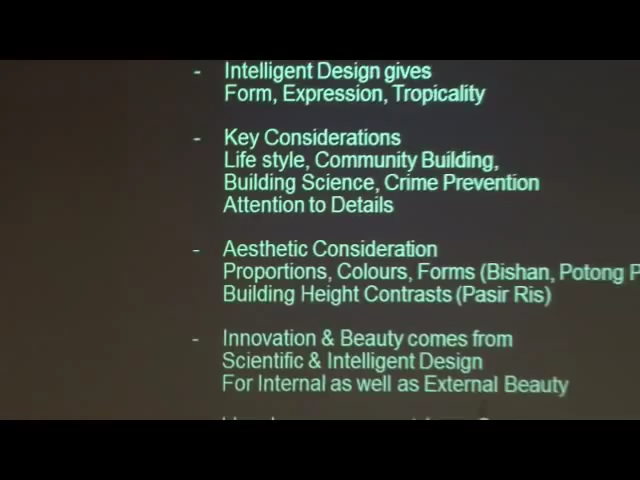 - Intelligent Design gives
Form, Expression, Tropicality
- Key Considerations
Life style, Community Building,
Building Science, Crime Prevention
Attention to Details
- Aesthetic Consideration
Proportions, Colours, Forms (Bishan, Potong P
Building Height Contrasts (Pasir Ris)
- Innovation & Beauty comes from
Scientific & Intelligent Design
For Internal as well as External Beauty